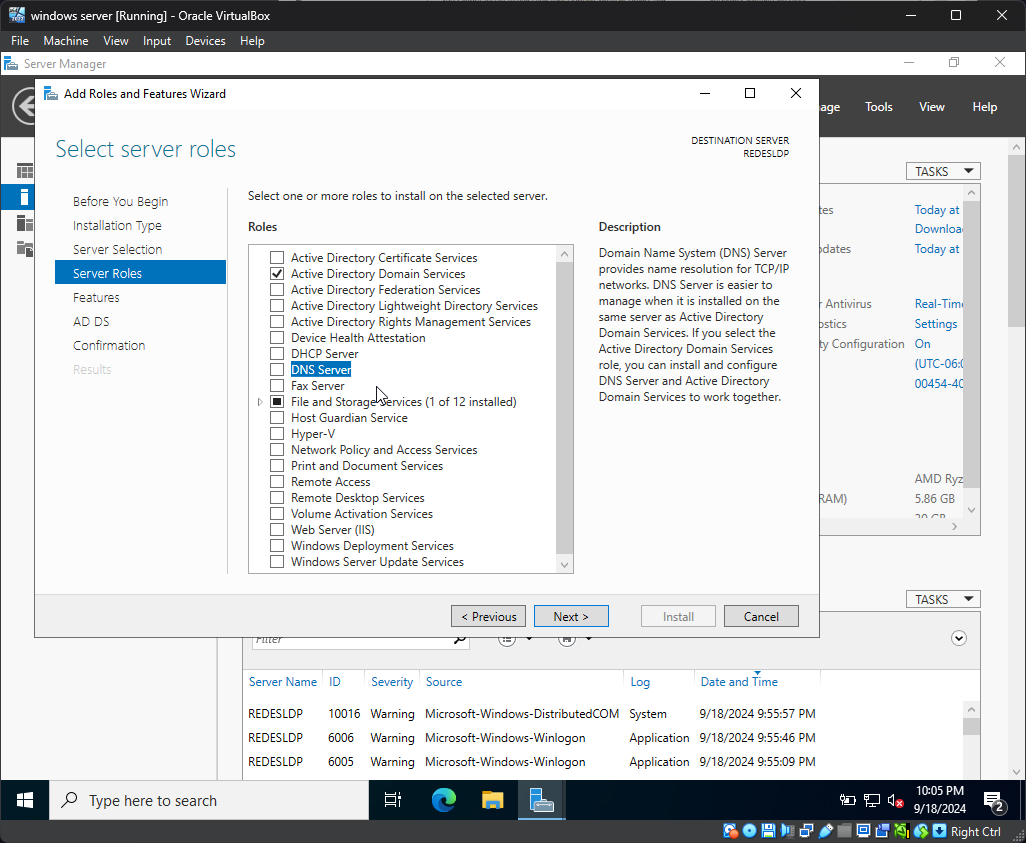 windows server [Running] - Oracle VirtualBox
File Machine View Input Devices Help
Server Manager
Add Roles and Features Wizard
Tools View Help
Select server roles
DESTINATION SERVER
REDESLDP
Before You Begin
Installation Type
Server Selection
Server Roles
Features
AD DS
Confirmation
Results
Select one or more roles to install on the selected server.
Roles
Active Directory Certificate Services
Active Directory Domain Services
Active Directory Federation Services
Active Directory Lightweight Directory Services
Active Directory Rights Management Services
Device Health Attestation
DHCP Server
DNS Server
Fax Server
File and Storage Services (1 of 12 installed)
Host Guardian Service
Hyper-V
Network Policy and Access Services
Print and Document Services
Remote Access
Remote Desktop Services
Volume Activation Services
Web Server (IIS)
Windows Deployment Services
Windows Server Update Services
Description
Domain Name System (DNS) Server
provides name resolution for TCP/IP
networks. DNS Server is easier to
manage when it is installed on the
same server as Active Directory
Domain Services. If you select the
Active Directory Domain Services
role, you can install and configure
DNS Server and Active Directory
Domain Services to work together.
< Previous Next > Install Cancel
TASKS
Today at
Today at
Antivirus Real-Time
Settings
Configuration On
(UTC-06:0
00454-40
AMD Ryz
RAM) 5.86 GB
TASKS
Filter
Server Name ID Severity Source Log Date and Time
REDESLDP 10016 Warning Microsoft-Windows-DistributedCOM System 9/18/2024 9:55:57 PM
REDESLDP 6006 Warning Microsoft-Windows-Winlogon Application 9/18/2024 9:55:46 PM
REDESLDP 6005 Warning Microsoft-Windows-Winlogon Application 9/18/2024 9:55:09 PM
Type here to search
10:05 PM
9/18/2024
2
Right Ctrl